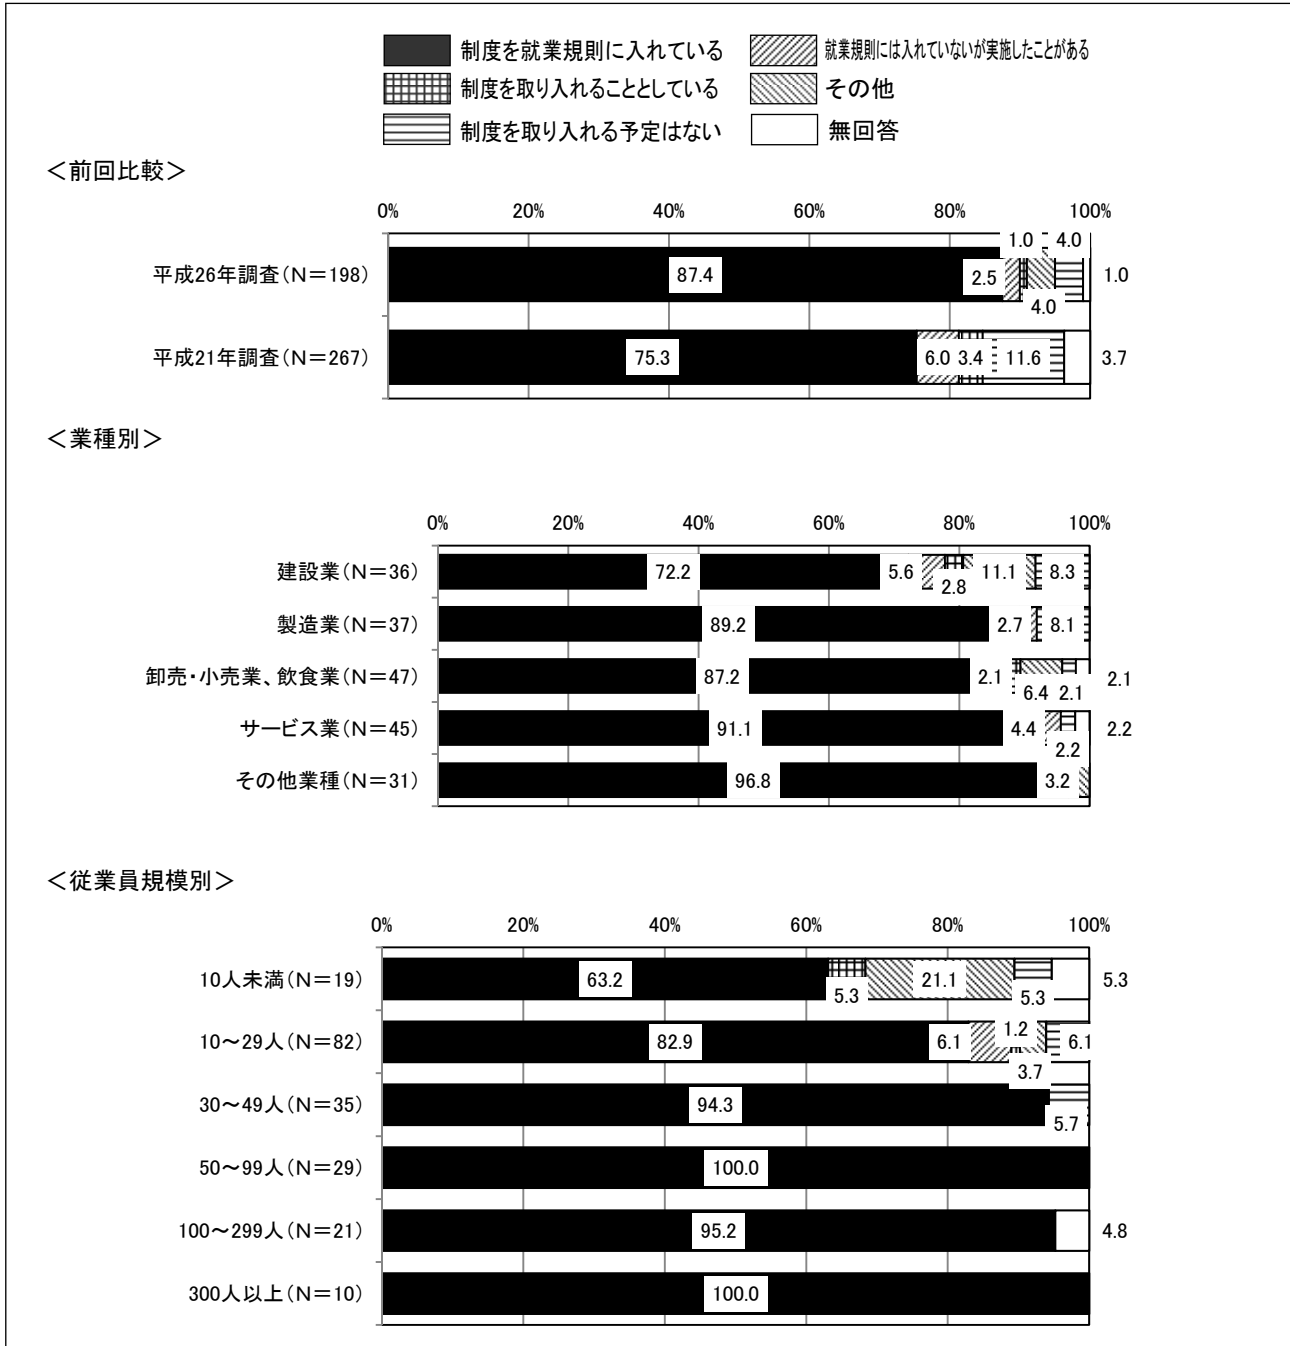 制度を就業規則に入れている 就業規則には入れていないが実施したことがある
制度を取り入れることとしている その他
制度を取り入れる予定はない 無回答
＜前回比較＞
0% 20% 40% 60% 80% 100%
1.0 4.0
平成26年調査(N＝198) 87.4 2.5 1.0
4.0
平成21年調査(N＝267) 75.3 6.0 3.4 11.6 3.7
＜業種別＞
0% 20% 40% 60% 80% 100%
建設業(N＝36) 72.2 5.6 2.8 11.1 8.3
製造業(N＝37) 89.2 2.7 8.1
卸売・小売業、飲食業(N＝47) 87.2 2.1 6.4 2.1 2.1
サービス業(N＝45) 91.1 4.4 2.2 2.2
その他業種(N＝31) 96.8 3.2
＜従業員規模別＞
0% 20% 40% 60% 80% 100%
10人未満(N＝19) 63.2 5.3 21.1 5.3 5.3
10～29人(N＝82) 82.9 6.1 1.2 3.7 6.1
30～49人(N＝35) 94.3 5.7
50～99人(N＝29) 100.0
100～299人(N＝21) 95.2 4.8
300人以上(N＝10) 100.0